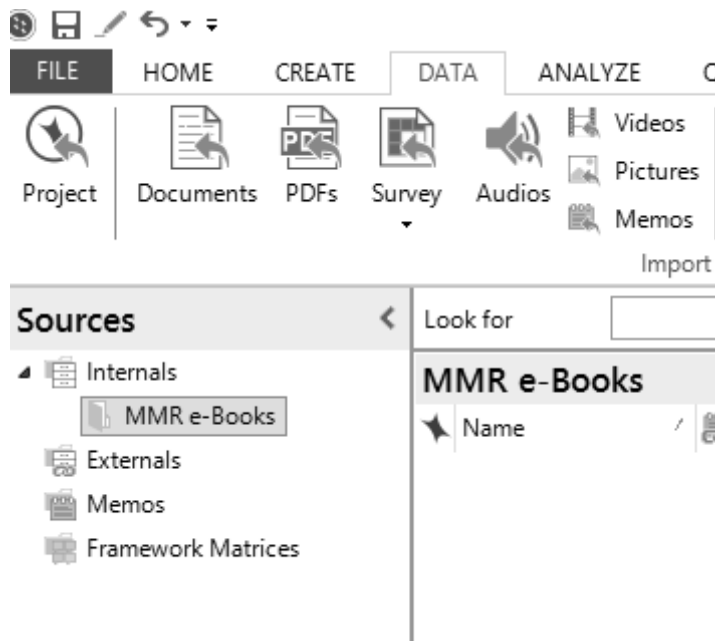 FILE HOME CREATE DATA ANALYZE
Project Documents PDFs Survey Audios
Videos
Pictures
Memos
Import
Sources
Internals
MMR e-Books
Externals
Memos
Framework Matrices
Look for
MMR e-Books
Name